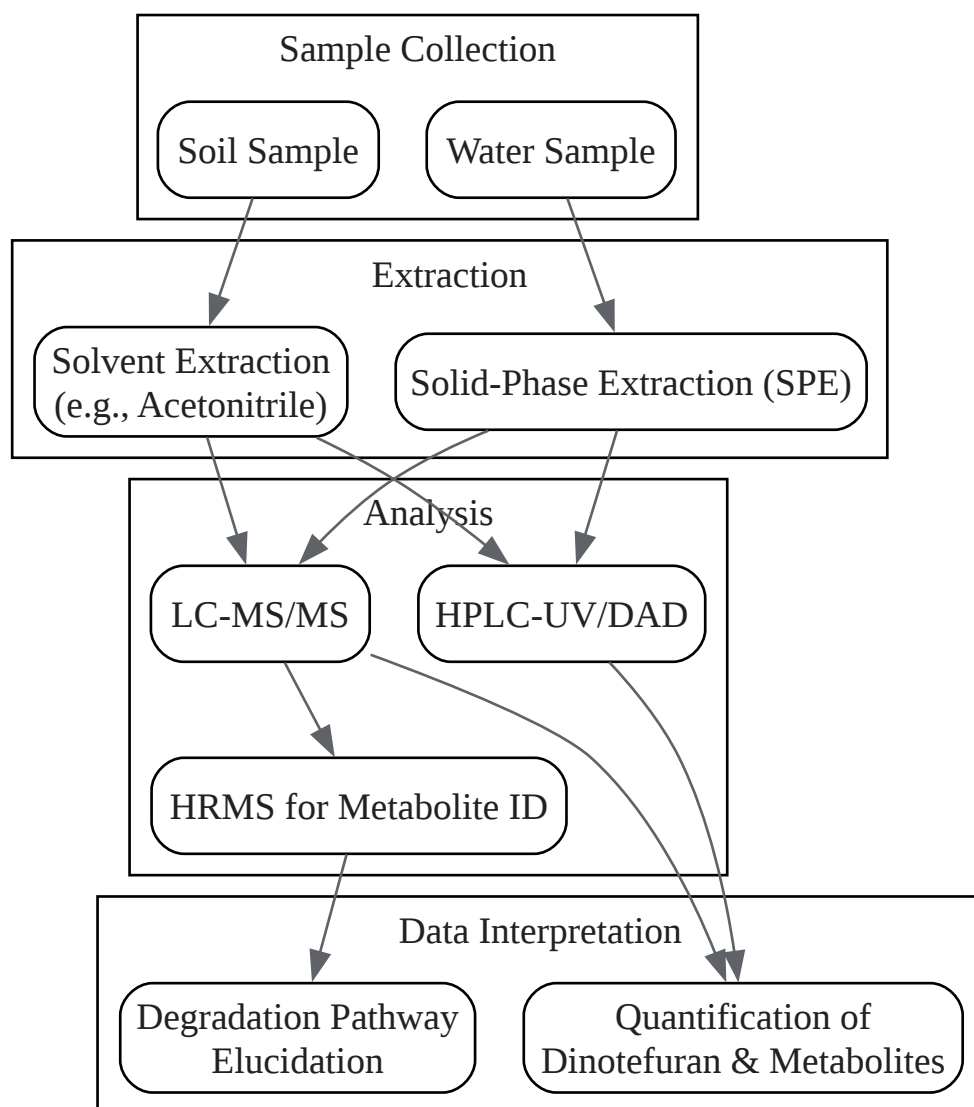 Sample Collection
Soil Sample
Water Sample
Extraction
Solvent Extraction
(e.g., Acetonitrile)
Solid-Phase Extraction (SPE)
Analysis
LC-MS/MS
HPLC-UV/DAD
HRMS for Metabolite ID
Data Interpretation
Degradation Pathway
Elucidation
Quantification of
Dinotefuran & Metabolites